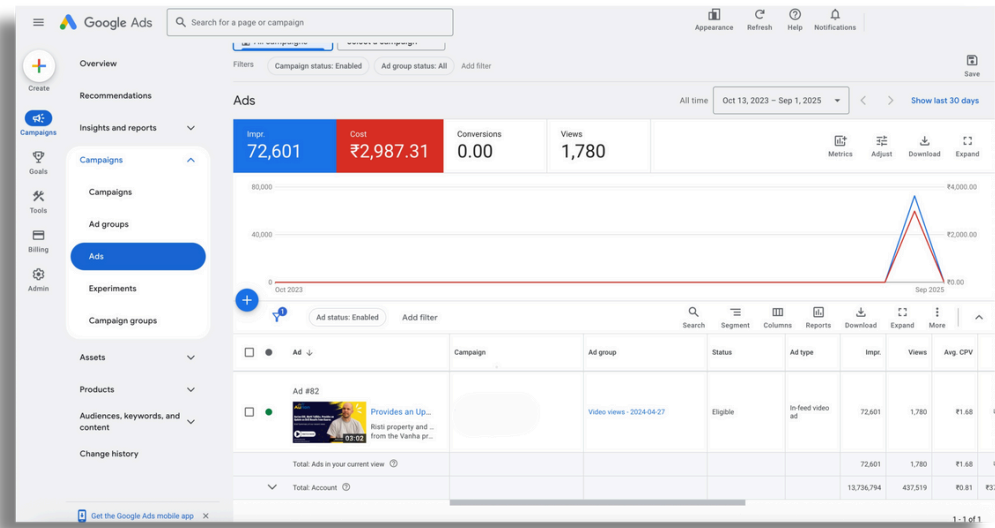 Google Ads
Search for a page or campaign
Appearance
Refresh
Help
Notifications
Create
Campaigns
Goals
Tools
Billing
Admin
Overview
Recommendations
Insights and reports
Campaigns
Campaigns
Ad groups
Ads
Experiments
Campaign groups
Assets
Products
Audiences, keywords, and
content
Change history
Get the Google Ads mobile app
Filters
Campaign status: Enabled
Ad group status: All
Add filter
Save
Ads
All time
Oct 13, 2023 – Sep 1, 2025
Show last 30 days
Impr.
72,601
Cost
₹2,987.31
Conversions
0.00
Views
1,780
Metrics
Adjust
Download
Expand
80,000
₹4,000.00
40,000
₹2,000.00
0
₹0.00
Oct 2023
Sep 2025
1
Ad status: Enabled
Add filter
Search
Segment
Columns
Reports
Download
Expand
More
Ad
Campaign
Ad group
Status
Ad type
Impr.
Views
Avg. CPV
Ad #82
03:02
Provides an Up...
Risti property and ..
from the Vanha pr...
Video views - 2024-04-27
Eligible
In-feed video
ad
72,601
1,780
₹1.68
Total: Ads in your current view
72,601
1,780
₹1.68
Total: Account
13,736,794
437,519
₹0.81
1 - 1 of 1